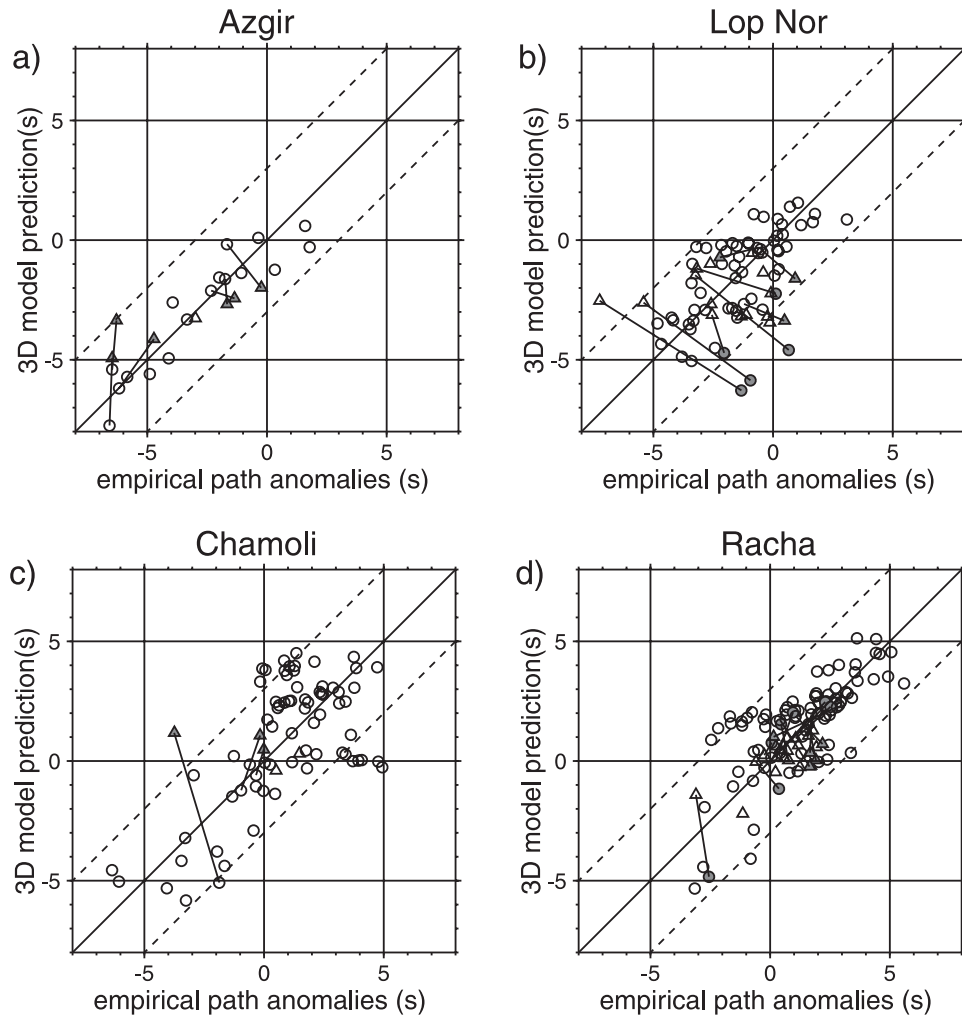 Azgir
Lop Nor
a)
b)
3D model prediction(s)
5
0
-5
-5
0
5
empirical path anomalies (s)
3D model prediction(s)
5
0
-5
-5
0
5
empirical path anomalies (s)
Chamoli
Racha
c)
d)
3D model prediction(s)
5
0
-5
-5
0
5
empirical path anomalies (s)
3D model prediction(s)
5
0
-5
-5
0
5
empirical path anomalies (s)